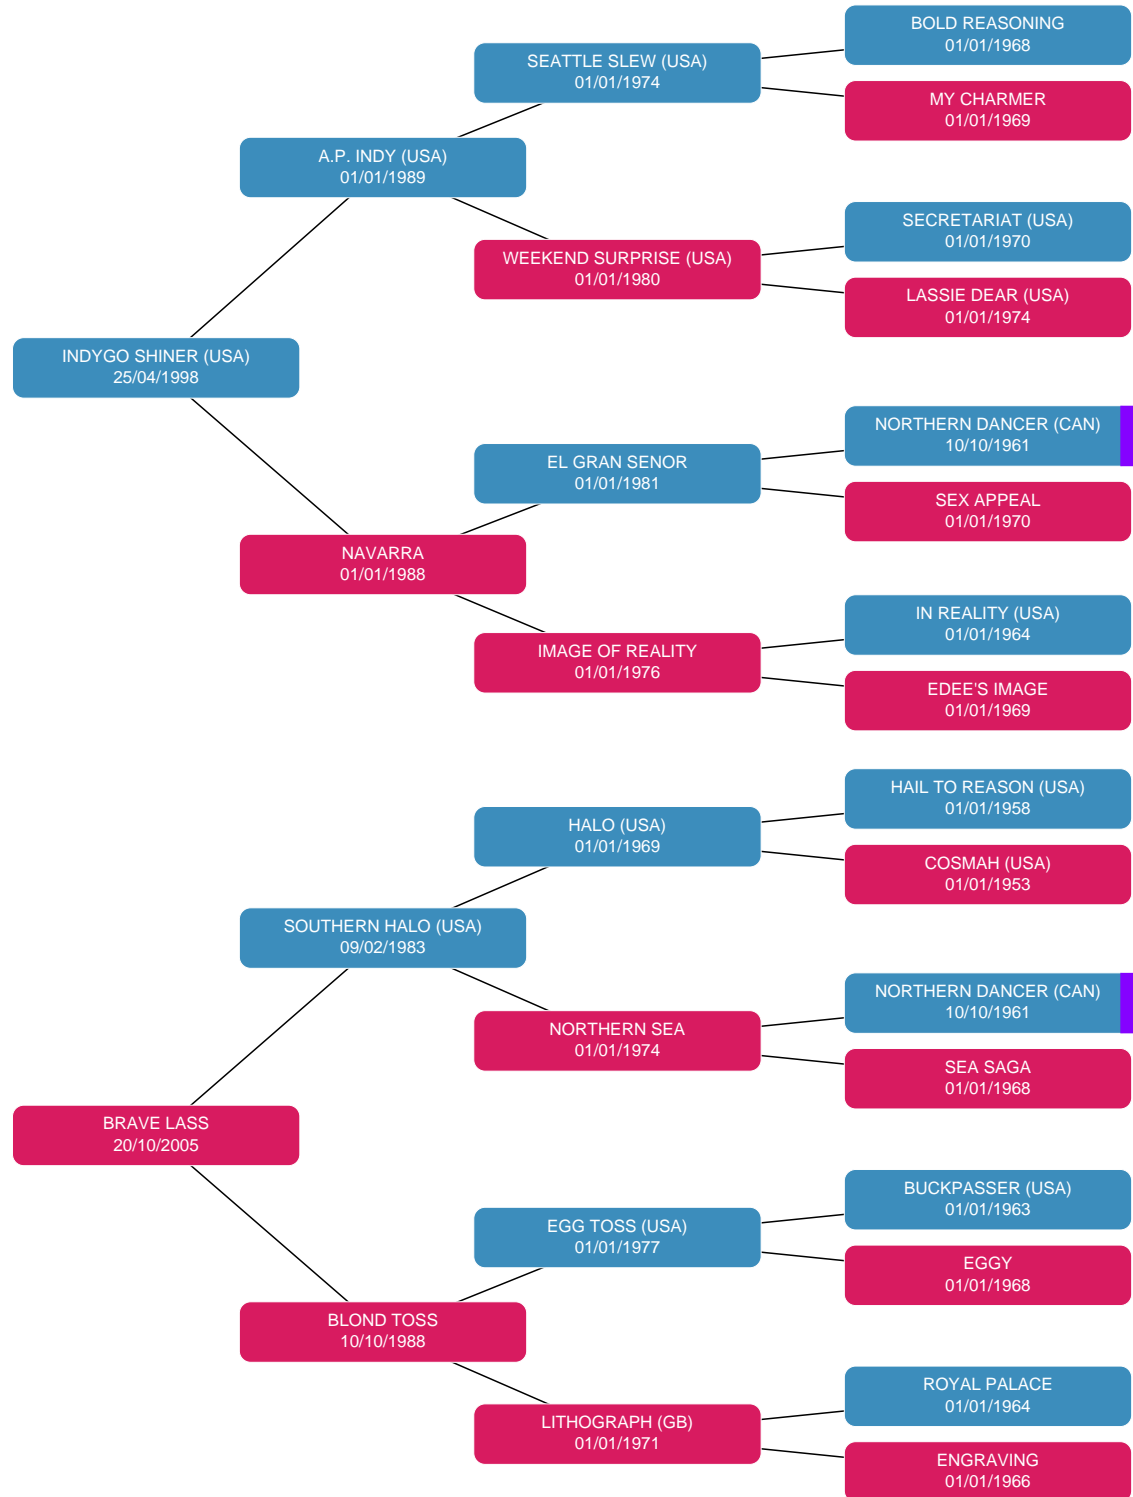 BOLD REASONING
01/01/1968
SEATTLE SLEW (USA)
01/01/1974
MY CHARMER
01/01/1969
A.P. INDY (USA)
01/01/1989
SECRETARIAT (USA)
01/01/1970
WEEKEND SURPRISE (USA)
01/01/1980
LASSIE DEAR (USA)
01/01/1974
INDYGO SHINER (USA)
25/04/1998
NORTHERN DANCER (CAN)
10/10/1961
EL GRAN SENOR
01/01/1981
SEX APPEAL
01/01/1970
NAVARRA
01/01/1988
IN REALITY (USA)
01/01/1964
IMAGE OF REALITY
01/01/1976
EDEE'S IMAGE
01/01/1969
HAIL TO REASON (USA)
01/01/1958
HALO (USA)
01/01/1969
COSMAH (USA)
01/01/1953
SOUTHERN HALO (USA)
09/02/1983
NORTHERN DANCER (CAN)
10/10/1961
NORTHERN SEA
01/01/1974
SEA SAGA
01/01/1968
BRAVE LASS
20/10/2005
BUCKPASSER (USA)
01/01/1963
EGG TOSS (USA)
01/01/1977
EGGY
01/01/1968
BLOND TOSS
10/10/1988
ROYAL PALACE
01/01/1964
LITHOGRAPH (GB)
01/01/1971
ENGRAVING
01/01/1966